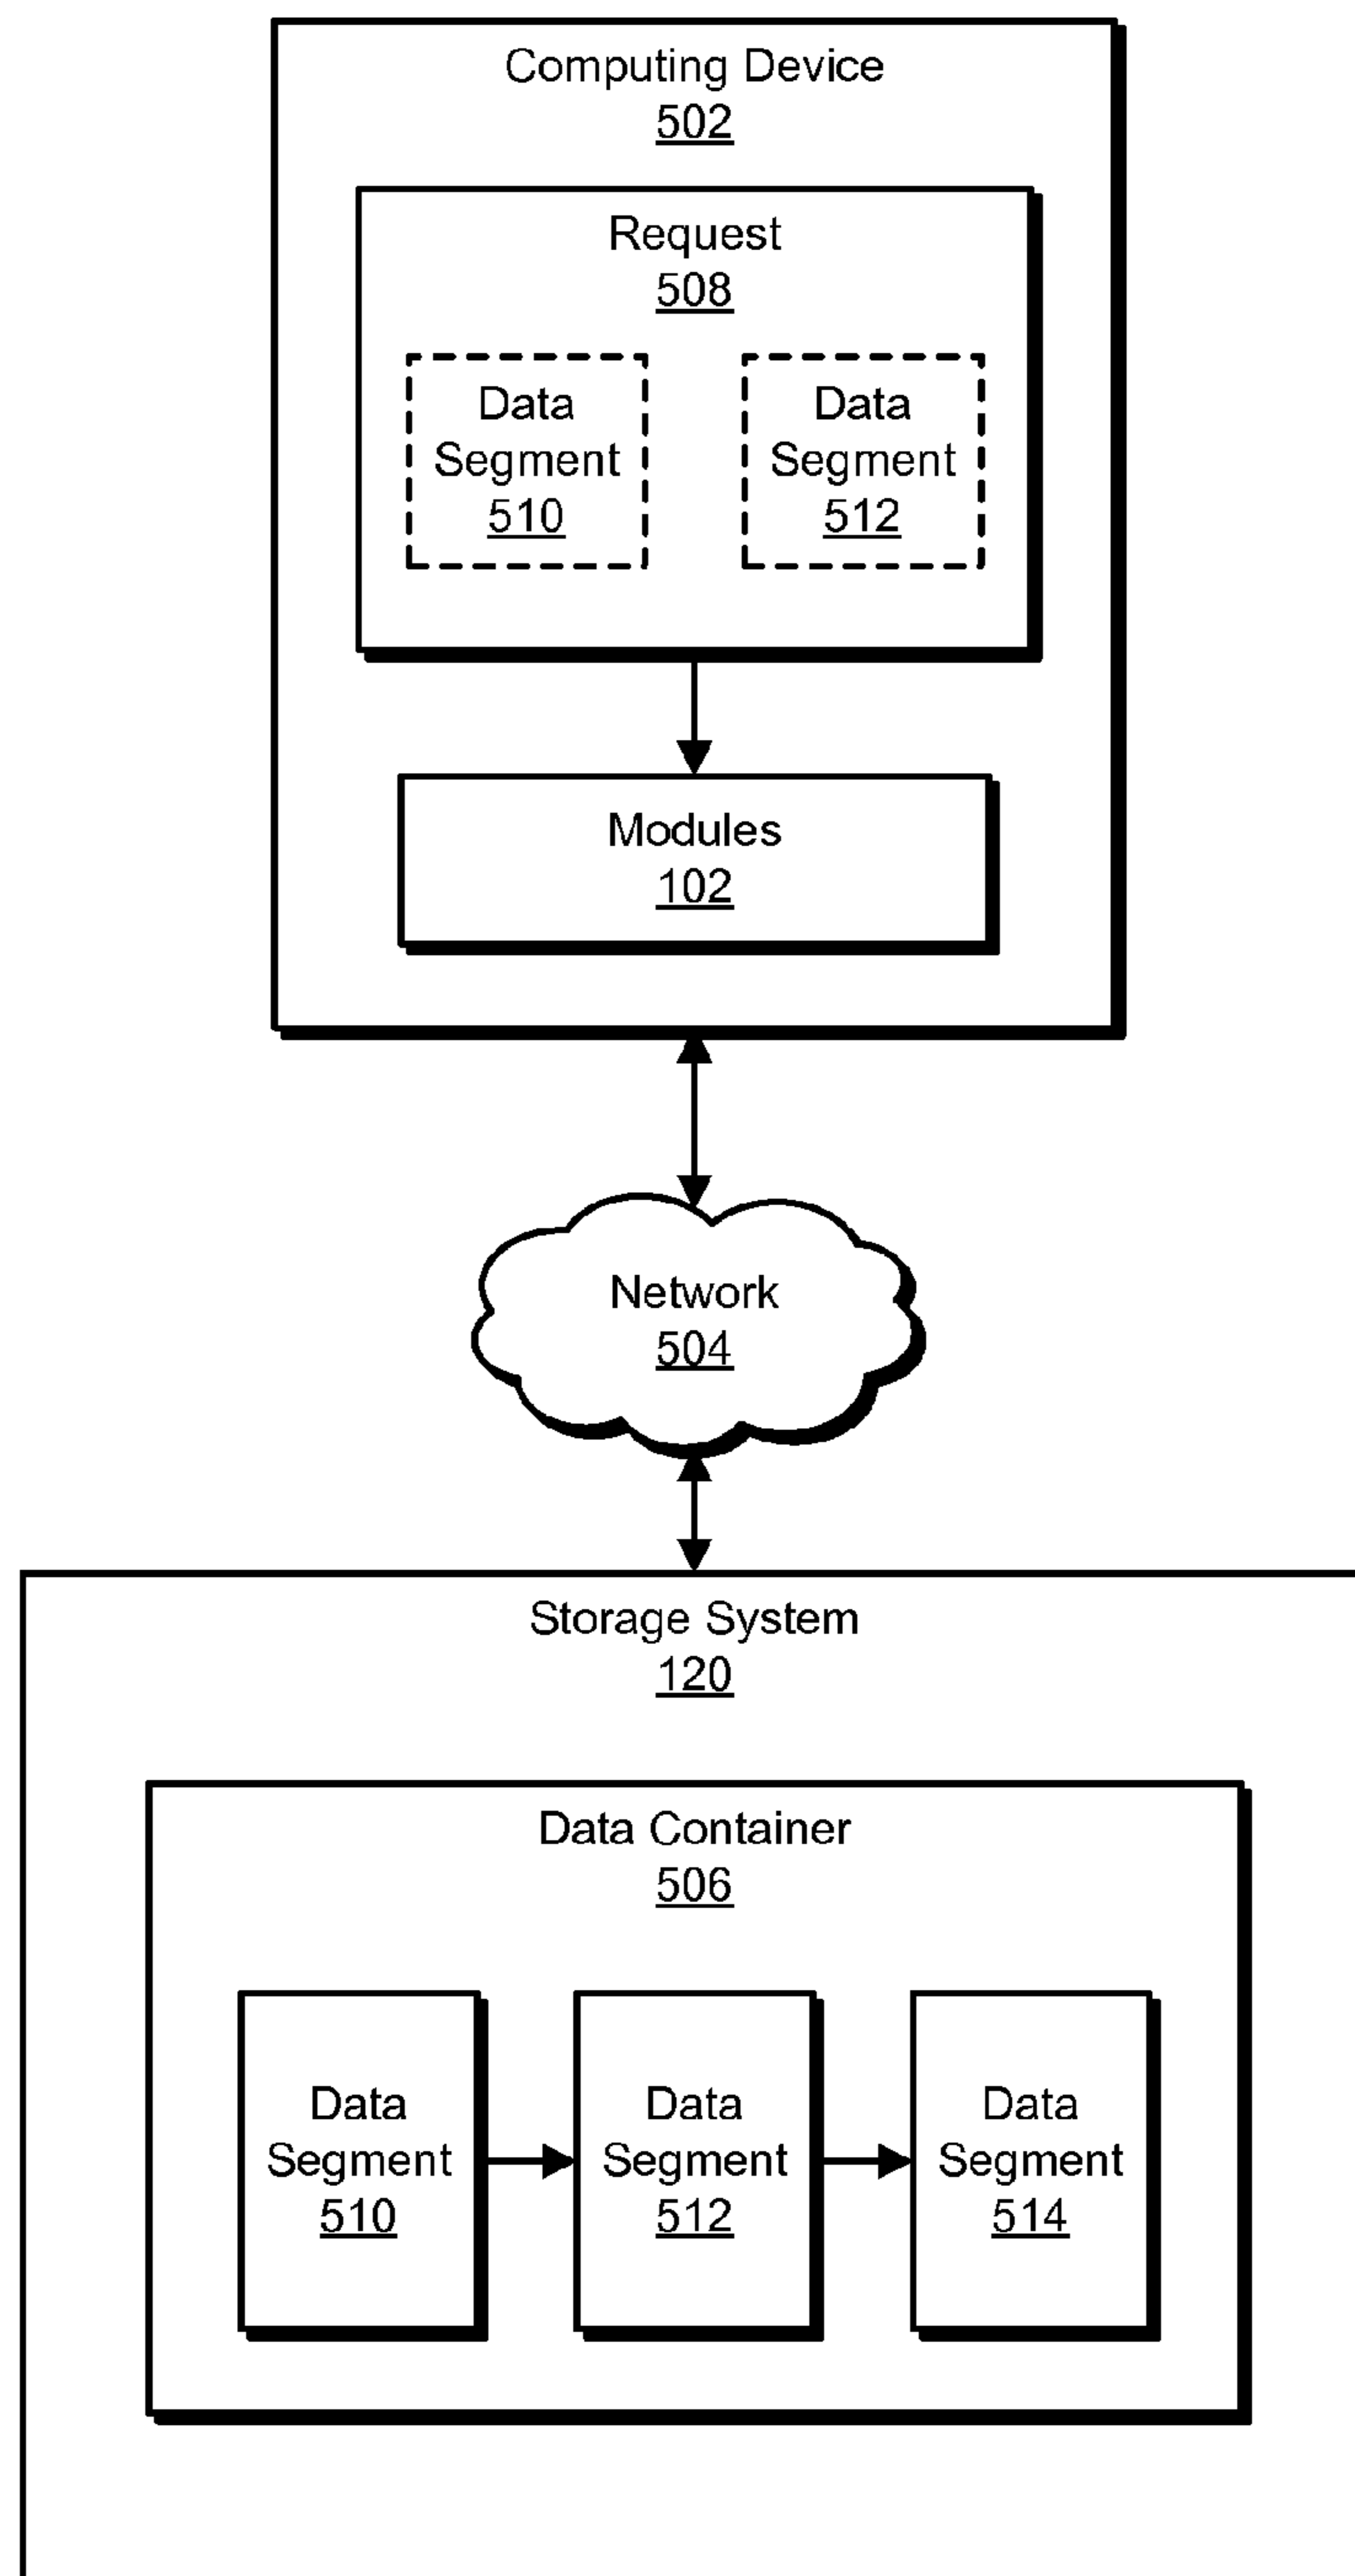 Computing Device
502
Request
508
Data
Segment
510
Data
Segment
512
Modules
102
Network
504
Storage System
120
Data Container
506
Data
Segment
510
Data
Segment
512
Data
Segment
514